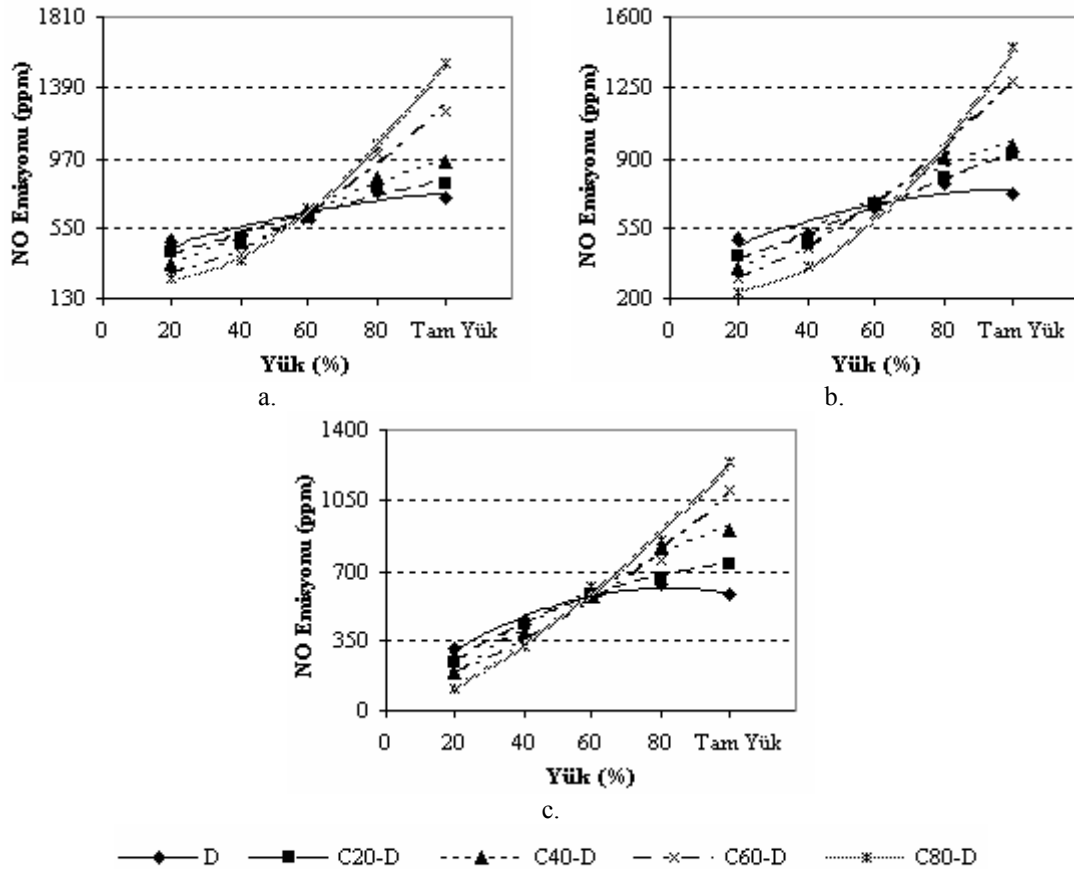 1810
1390
970
550
130
NO Emisyonu (ppm)
0 20 40 60 80 Tam Yük
Yük (%)
a.
1600
1250
900
550
200
NO Emisyonu (ppm)
0 20 40 60 80 Tam Yük
Yük (%)
b.
1400
1050
700
350
0
NO Emisyonu (ppm)
0 20 40 60 80 Tam Yük
Yük (%)
c.
D C20-D C40-D C60-D C80-D